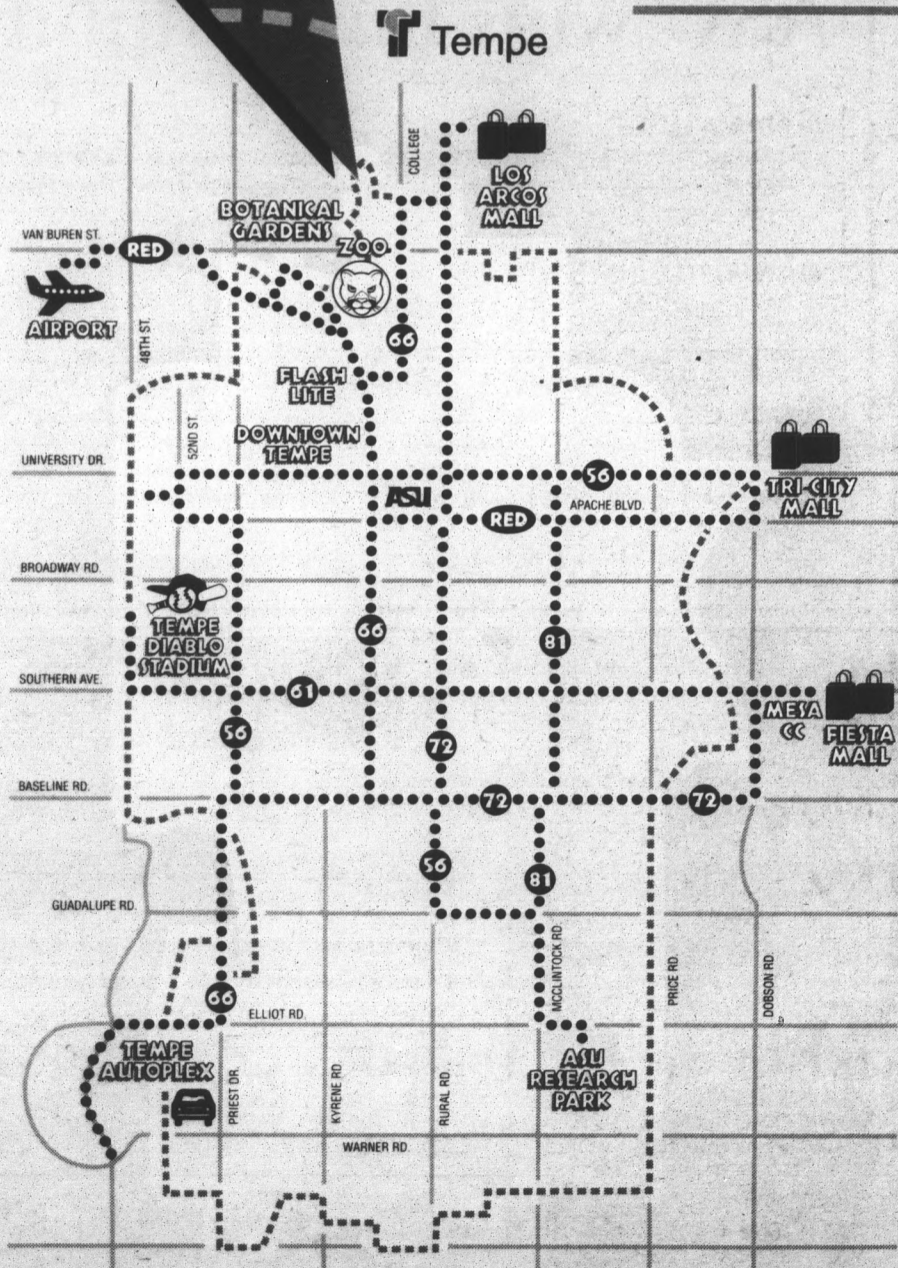 Tempe
COLLEGE
LOS
ARCOS
MALL
BOTANICAL
GARDENS
ZOO
VAN BUREN ST.
RED
AIRPORT
48TH ST.
66
FLASH
LITE
52ND ST.
DOWNTOWN
TEMPE
UNIVERSITY DR.
56
ASU
TRI-CITY
MALL
APACHE BLVD.
RED
BROADWAY RD.
TEMPE
DIABLO
STADIUM
66
81
SOUTHERN AVE.
61
MESA
CC
FIESTA
MALL
56
72
BASELINE RD.
72
72
56
81
GUADALUPE RD.
MCCLINTOCK RD.
PRICE RD.
DOBSON RD.
66
ELLIOT RD.
TEMPE
AUTOPLEX
PRIEST DR.
KYRENE RD.
RURAL RD.
ASU
RESEARCH
PARK
WARNER RD.